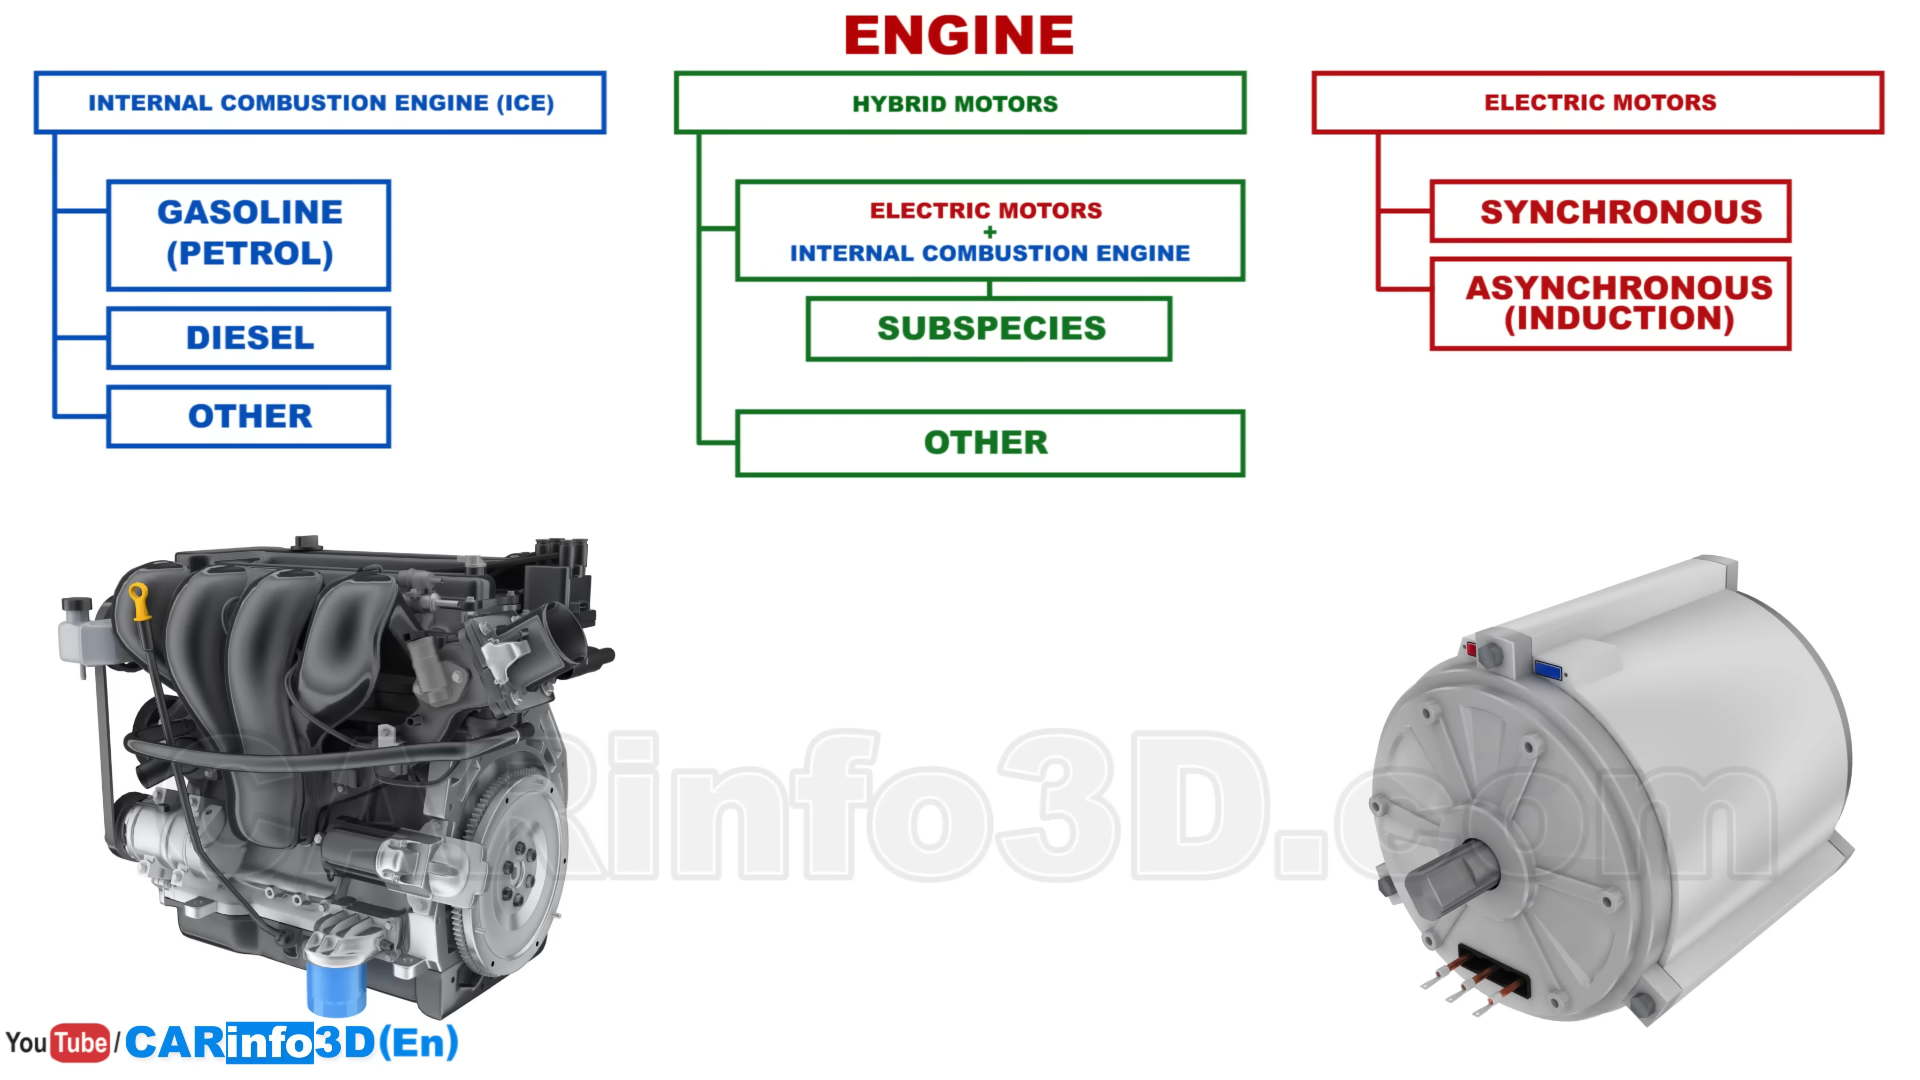 ENGINE
INTERNAL COMBUSTION ENGINE (ICE)
GASOLINE
(PETROL)
DIESEL
OTHER
HYBRID MOTORS
ELECTRIC MOTORS
+
INTERNAL COMBUSTION ENGINE
SUBSPECIES
OTHER
ELECTRIC MOTORS
SYNCHRONOUS
ASYNCHRONOUS
(INDUCTION)
CARinfo3D.com
YouTube/CARinfo3D(En)